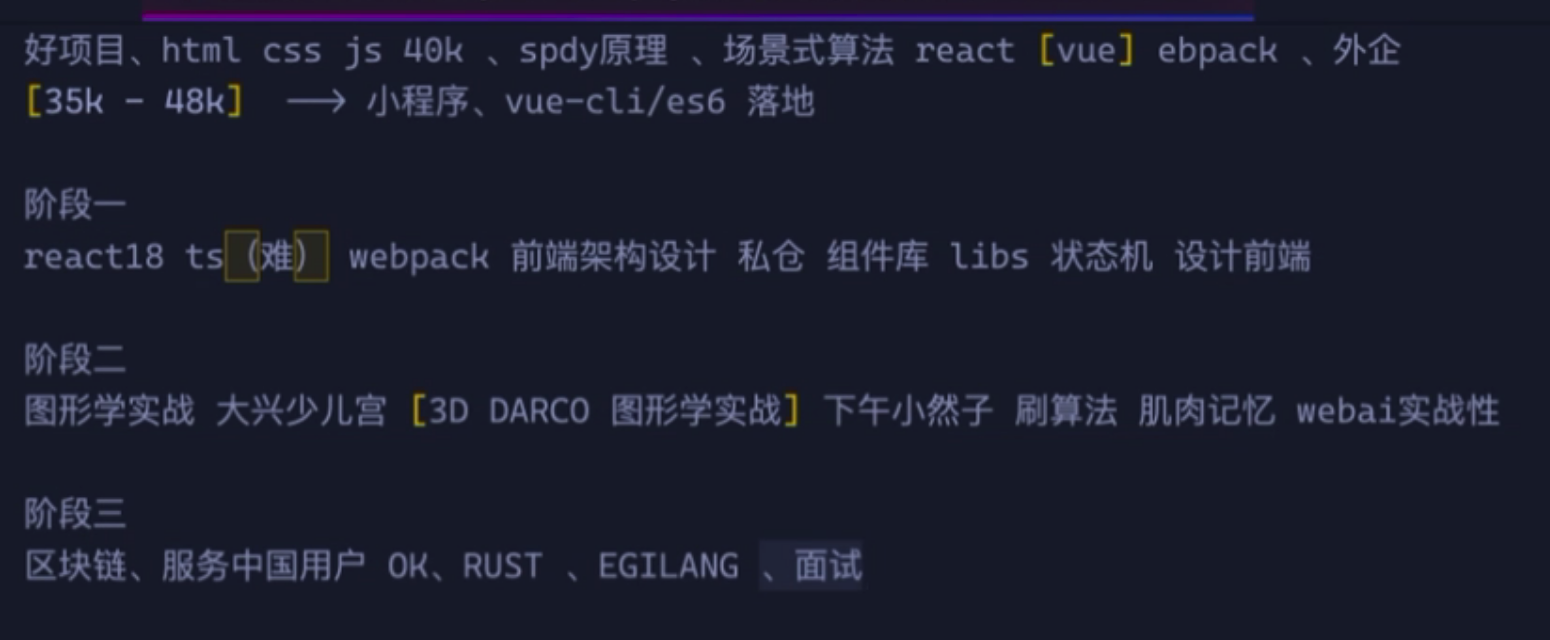 好项目、html css js 40k 、spdy原理 、场景式算法 react [vue] ebpack 、外企
[35k - 48k] ⟶ 小程序、vue-cli/es6 落地
阶段一
react18 ts（难） webpack 前端架构设计 私仓 组件库 libs 状态机 设计前端
阶段二
图形学实战 大兴少儿宫 [3D DARCO 图形学实战] 下午小然子 刷算法 肌肉记忆 webai实战性
阶段三
区块链、服务中国用户 OK、RUST 、EGILANG 、面试